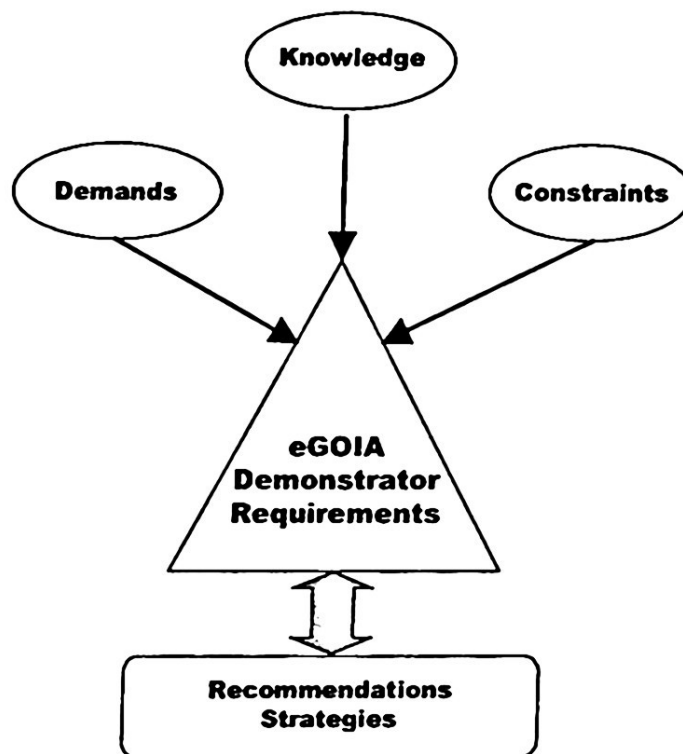 Knowledge
Demands
Constraints
eGOIA
Demonstrator
Requirements
Recommendations
Strategies